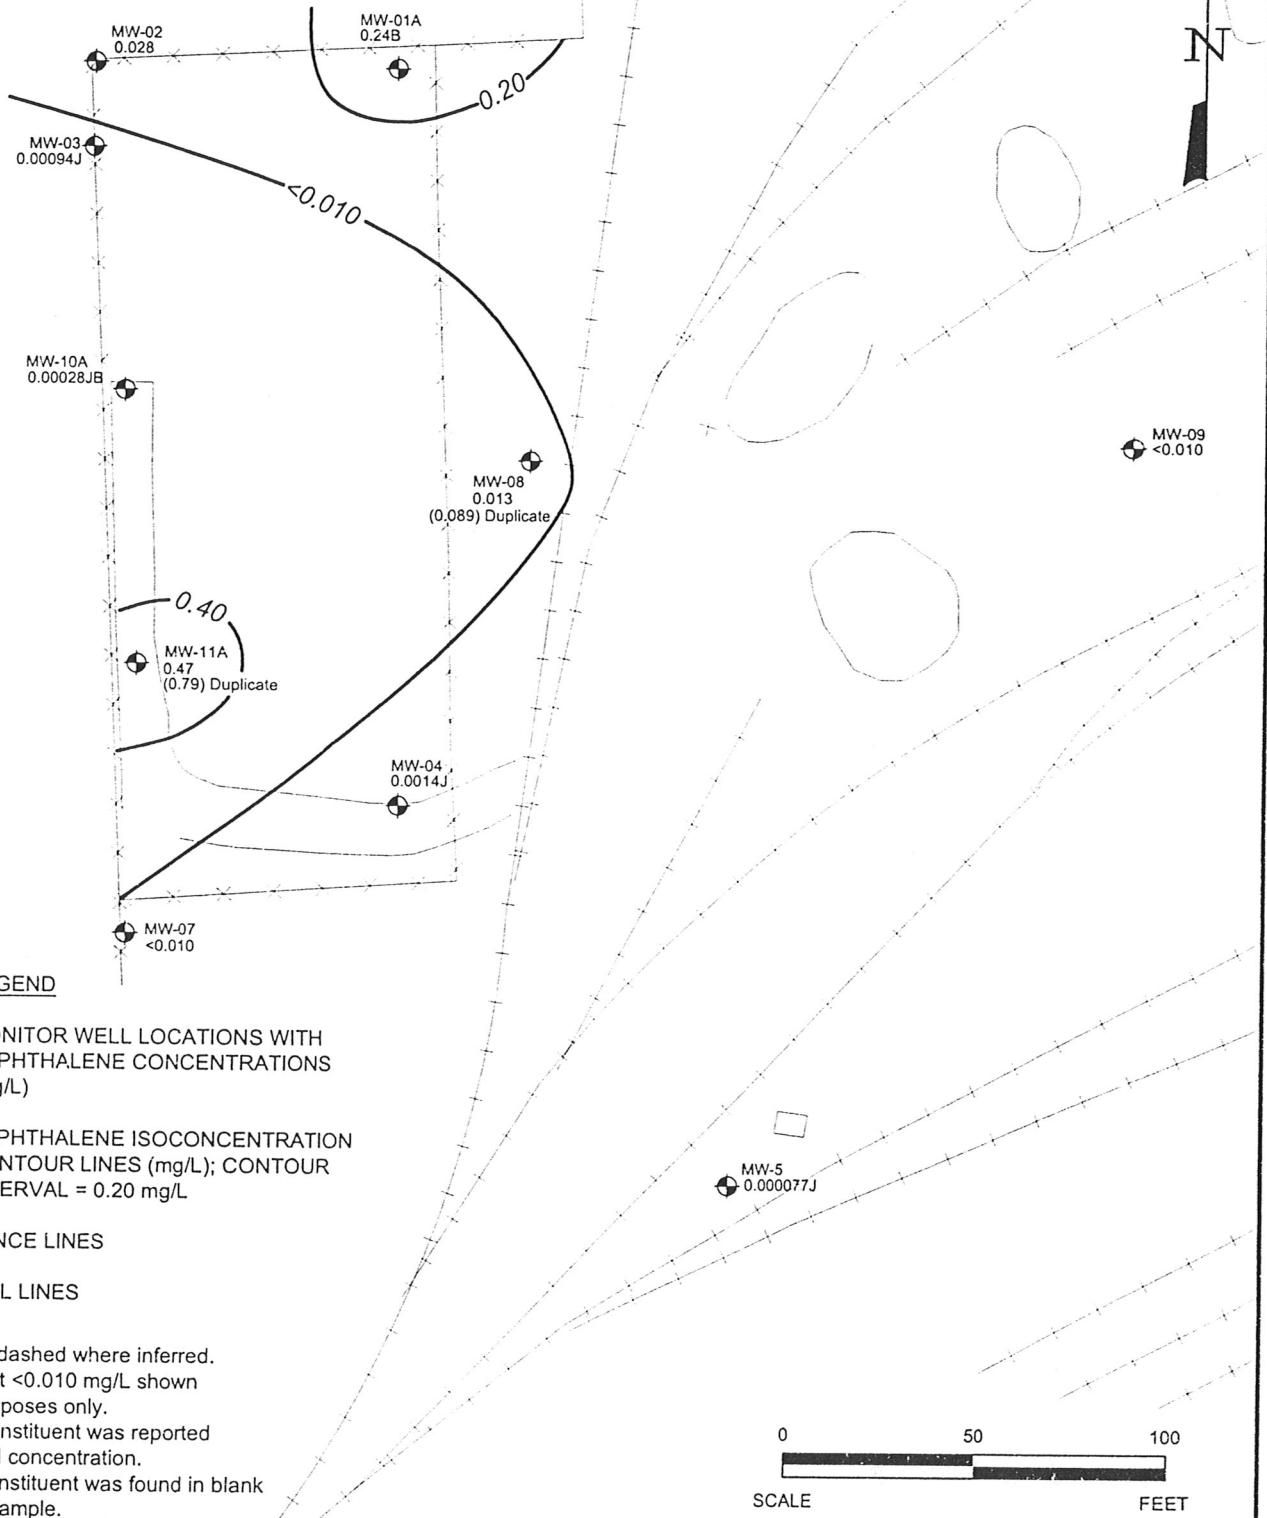 MW-02
0.028
MW-01A
0.24B
N
0.20
MW-03
0.00094J
<0.010
MW-10A
0.00028JB
MW-09
<0.010
MW-08
0.013
(0.089) Duplicate
0.40
MW-11A
0.47
(0.79) Duplicate
MW-04
0.0014J
MW-07
<0.010
GEND
NITOR WELL LOCATIONS WITH
PHTHALENE CONCENTRATIONS
g/L)
PHTHALENE ISOCONCENTRATION
NTOUR LINES (mg/L); CONTOUR
ERVAL = 0.20 mg/L
MW-5
0.000077J
NCE LINES
L LINES
dashed where inferred.
t <0.010 mg/L shown
poses only.
nstituent was reported
l concentration.
nstituent was found in blank
ample.
0 50 100
SCALE FEET